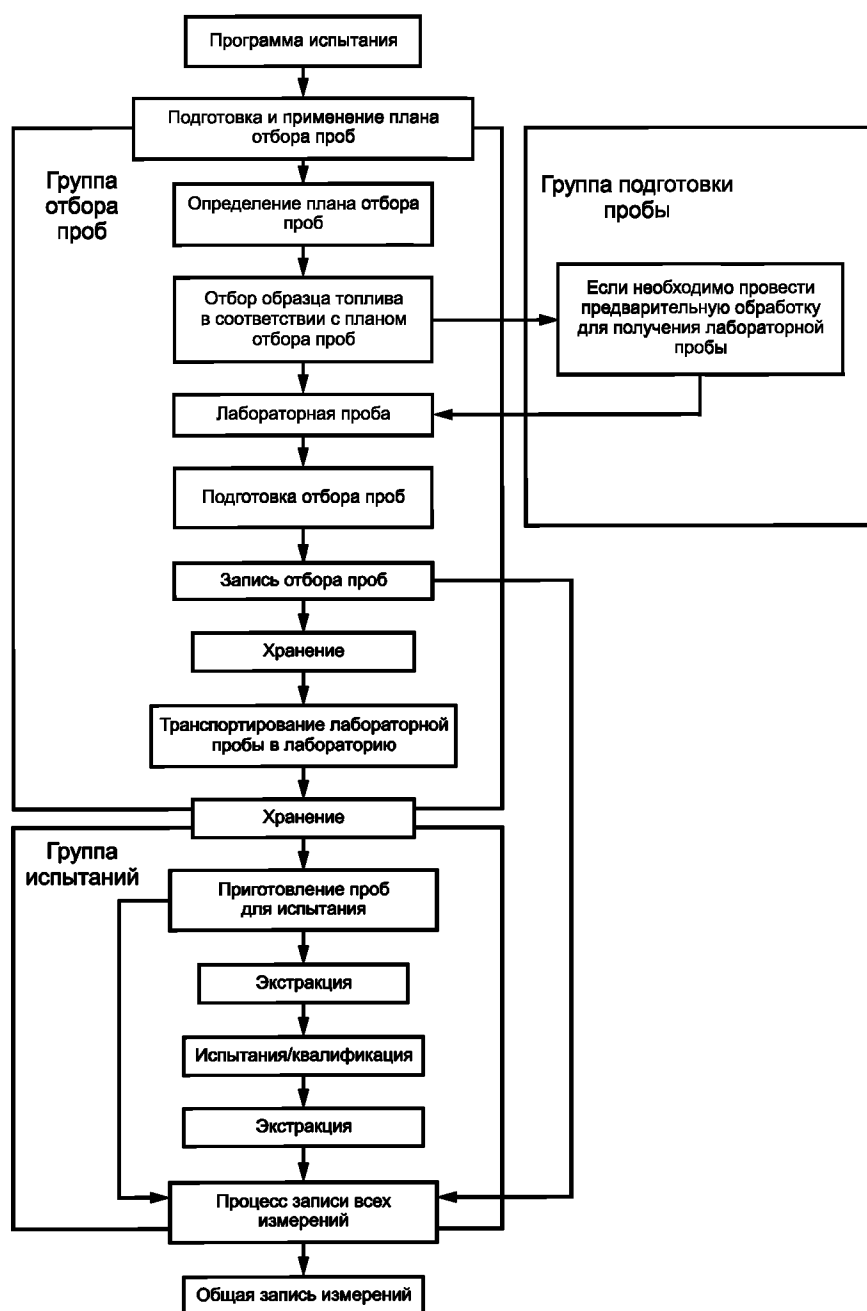 Программа испытания
Подготовка и применение плана
отбора проб
Группа
отбора
проб
Группа подготовки
пробы
Определение плана отбора
проб
Отбор образца топлива
в соответствии с планом
отбора проб
Если необходимо провести
предварительную обработку
для получения лабораторной
пробы
Лабораторная проба
Подготовка отбора проб
Запись отбора проб
Хранение
Транспортирование лабораторной
пробы в лабораторию
Хранение
Группа
испытаний
Приготовление проб
для испытания
Экстракция
Испытания/квалификация
Экстракция
Процесс записи всех
измерений
Общая запись измерений